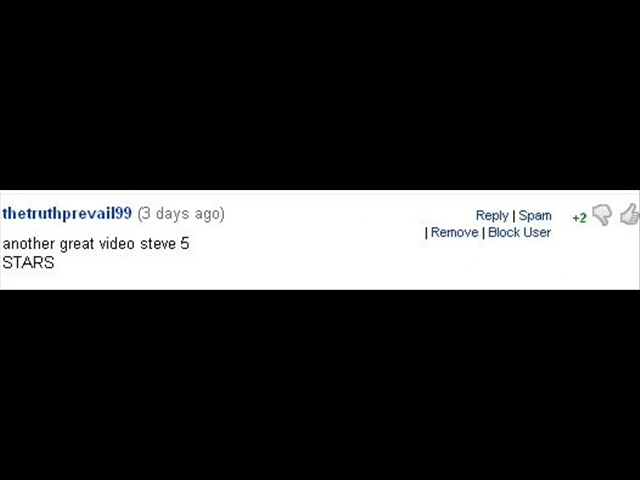 thetruthprevail99 (3 days ago)
Reply | Spam
| Remove | Block User
+2
another great video steve 5
STARS